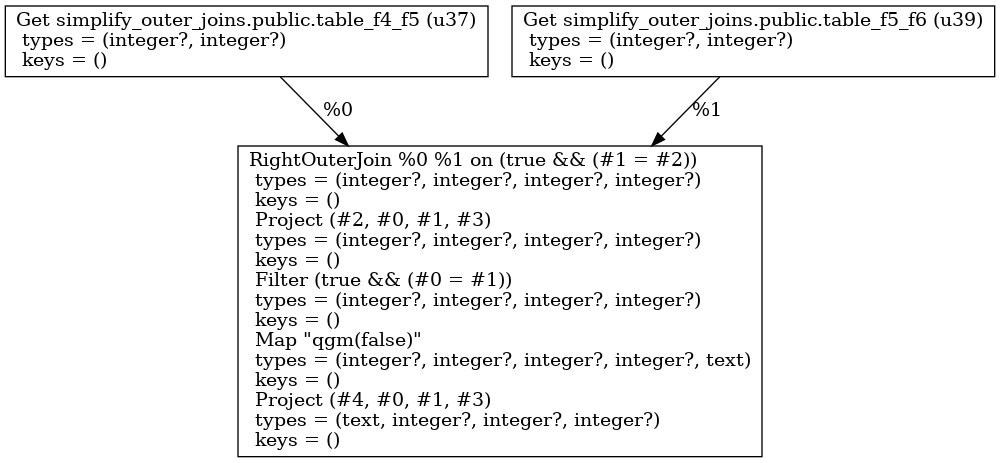 Get simplify_outer_joins.public.table_f4_f5 (u37)
types = (integer?, integer?)
keys = ()
Get simplify_outer_joins.public.table_f5_f6 (u39)
types = (integer?, integer?)
keys = ()
%0
%1
RightOuterJoin %0 %1 on (true && (#1 = #2))
types = (integer?, integer?, integer?, integer?)
keys = ()
Project (#2, #0, #1, #3)
types = (integer?, integer?, integer?, integer?)
keys = ()
Filter (true && (#0 = #1))
types = (integer?, integer?, integer?, integer?)
keys = ()
Map "qgm(false)"
types = (integer?, integer?, integer?, integer?, text)
keys = ()
Project (#4, #0, #1, #3)
types = (text, integer?, integer?, integer?)
keys = ()